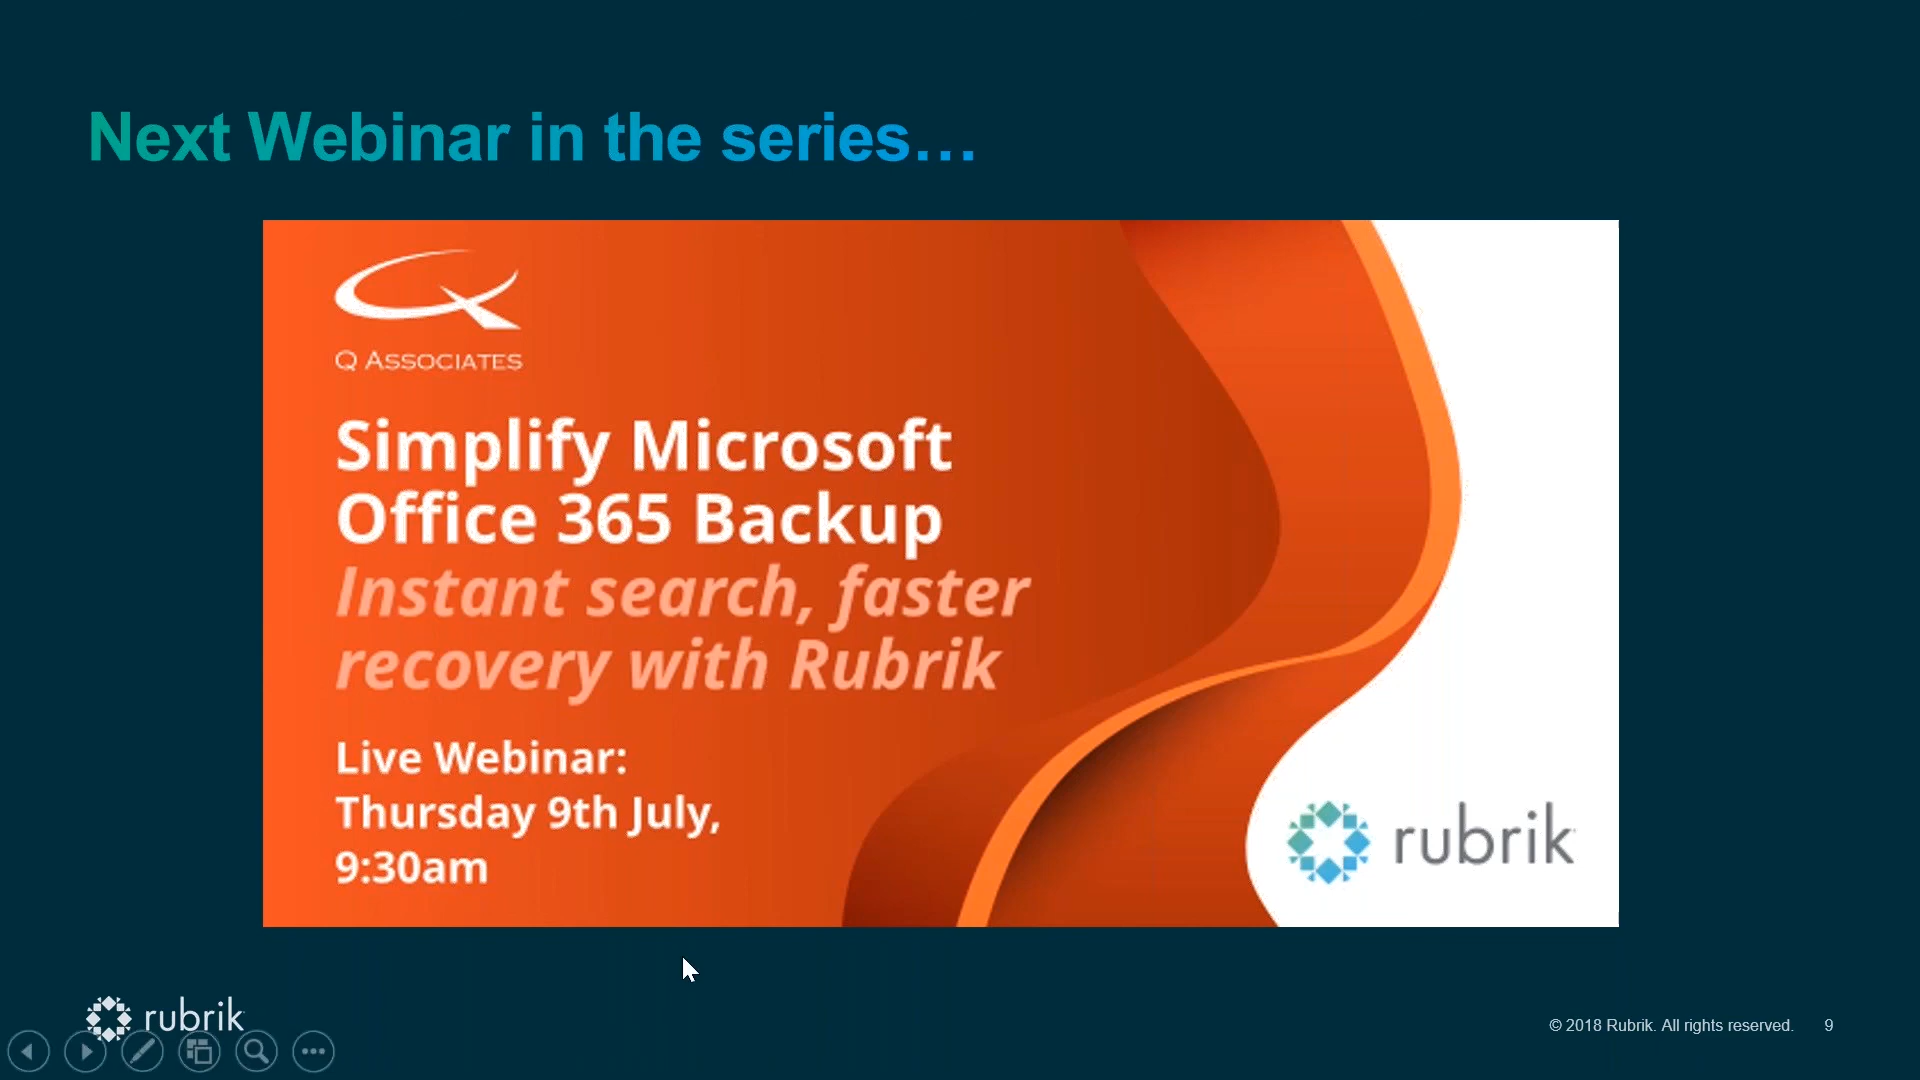 Next Webinar in the series…
Q ASSOCIATES
Simplify Microsoft
Office 365 Backup
Instant search, faster
recovery with Rubrik
Live Webinar:
Thursday 9th July,
9:30am
rubrik
rubrik
© 2018 Rubrik. All rights reserved. 9